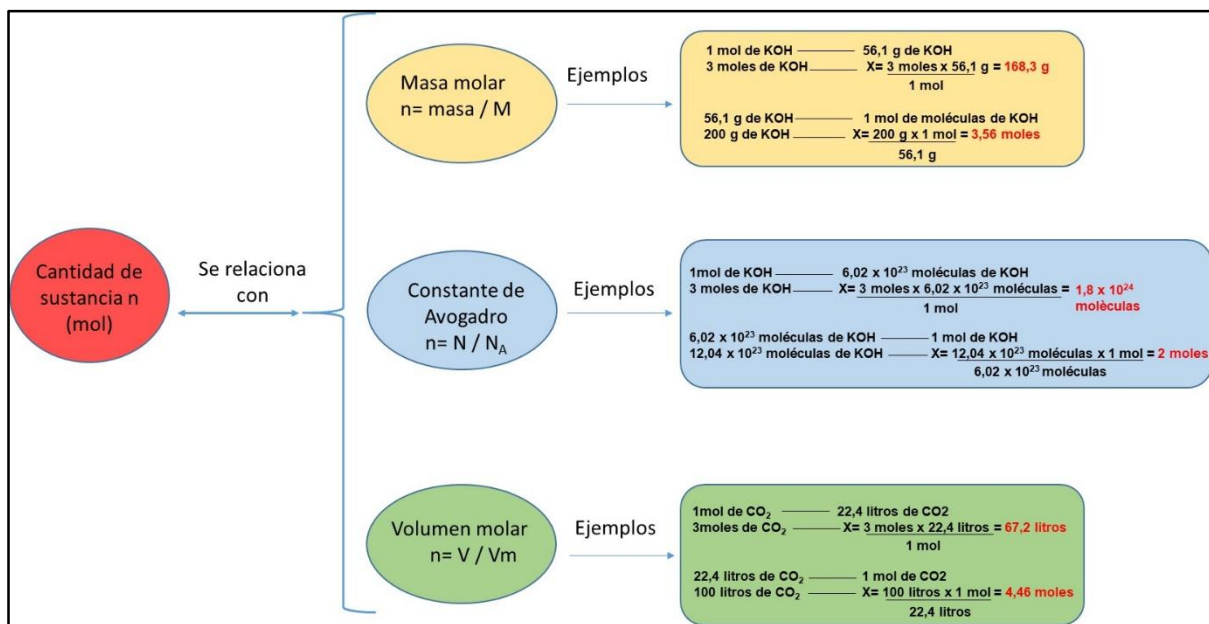 Cantidad de
sustancia n
(mol)
Se relaciona
con
Masa molar
n= masa / M
Ejemplos
1 mol de KOH 56,1 g de KOH
3 moles de KOH X= 3 moles x 56,1 g = 168,3 g
1 mol
56,1 g de KOH 1 mol de moléculas de KOH
200 g de KOH X= 200 g x 1 mol = 3,56 moles
56,1 g
Constante de
Avogadro
n= N / N_A
Ejemplos
1mol de KOH 6,02 x 10²³ moléculas de KOH
3 moles de KOH X= 3 moles x 6,02 x 10²³ moléculas = 1,8 x 10²⁴
molèculas
1 mol
6,02 x 10²³ moléculas de KOH 1 mol de KOH
12,04 x 10²³ moléculas de KOH X= 12,04 x 10²³ moléculas x 1 mol = 2 moles
6,02 x 10²³ moléculas
Volumen molar
n= V / Vm
Ejemplos
1mol de CO₂ 22,4 litros de CO2
3moles de CO₂ X= 3 moles x 22,4 litros = 67,2 litros
1 mol
22,4 litros de CO₂ 1 mol de CO2
100 litros de CO₂ X= 100 litros x 1 mol = 4,46 moles
22,4 litros